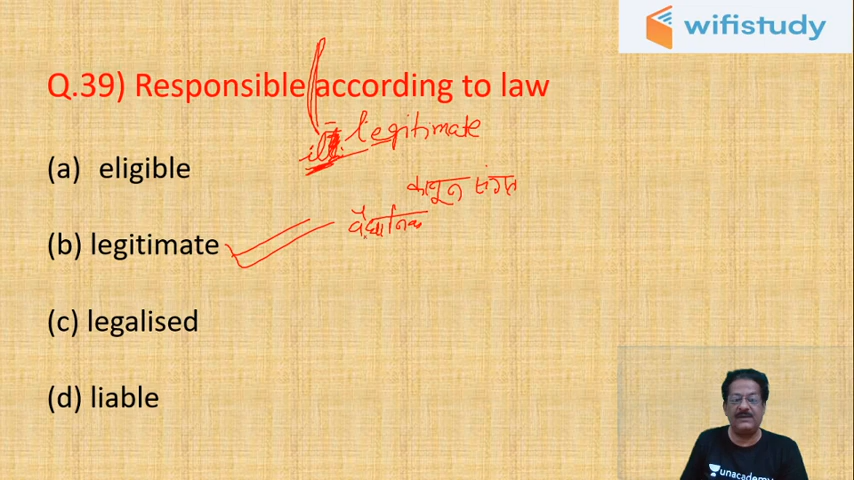 wifistudy
Q.39) Responsible according to law
legitimate
(a) eligible
कानून संगत
वैधानिक
(b) legitimate
(c) legalised
(d) liable
unacademy